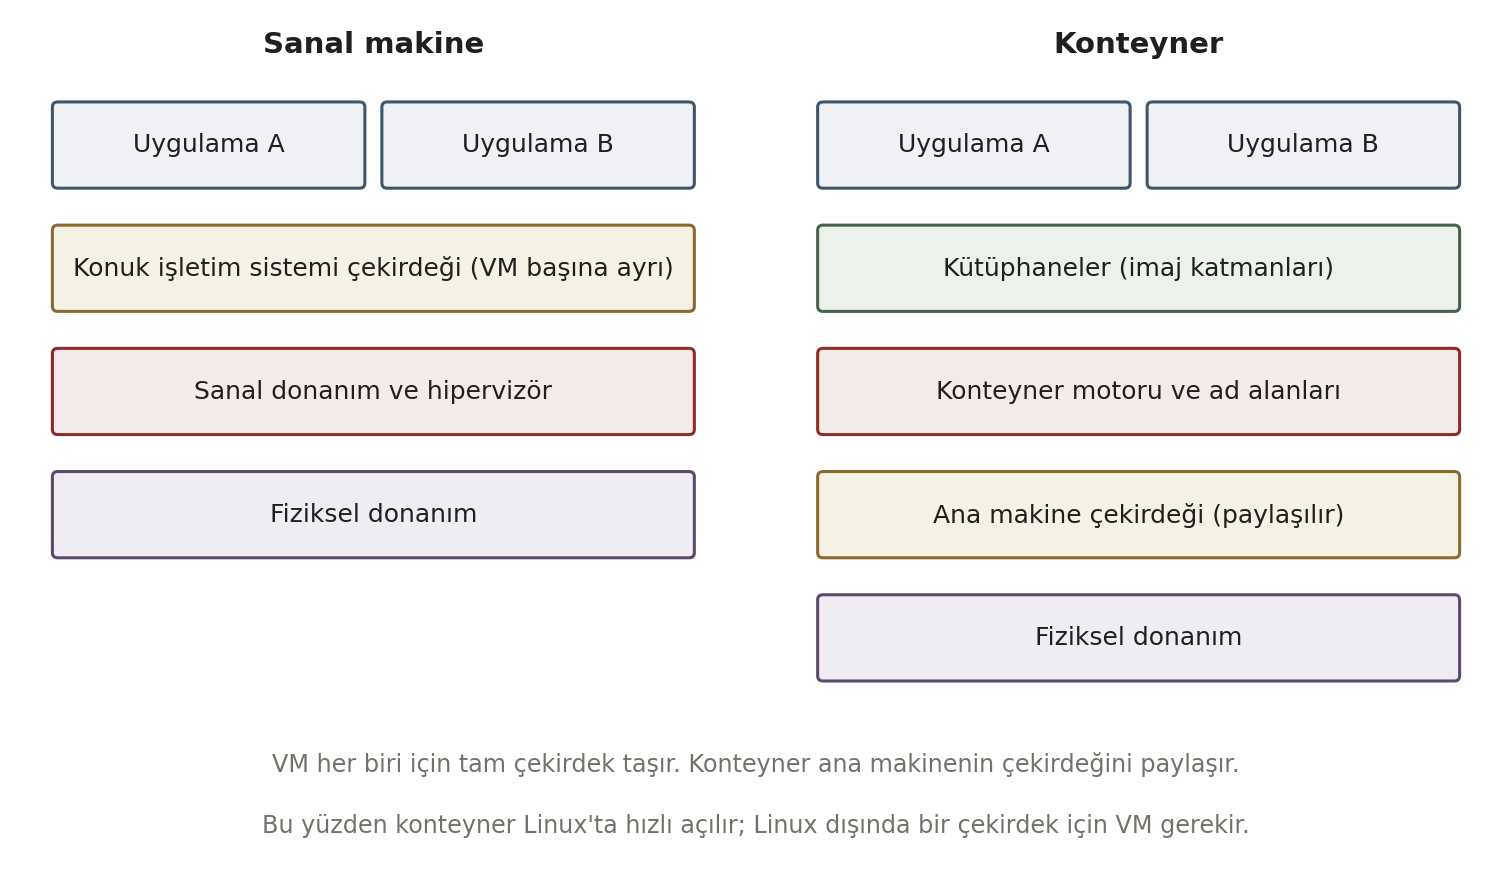 Sanal makine
Konteyner
Uygulama A
Uygulama B
Uygulama A
Uygulama B
Konuk işletim sistemi çekirdeği (VM başına ayrı)
Kütüphaneler (imaj katmanları)
Sanal donanım ve hipervizör
Konteyner motoru ve ad alanları
Fiziksel donanım
Ana makine çekirdeği (paylaşılır)
Fiziksel donanım
VM her biri için tam çekirdek taşır. Konteyner ana makinenin çekirdeğini paylaşır.
Bu yüzden konteyner Linux'ta hızlı açılır; Linux dışında bir çekirdek için VM gerekir.